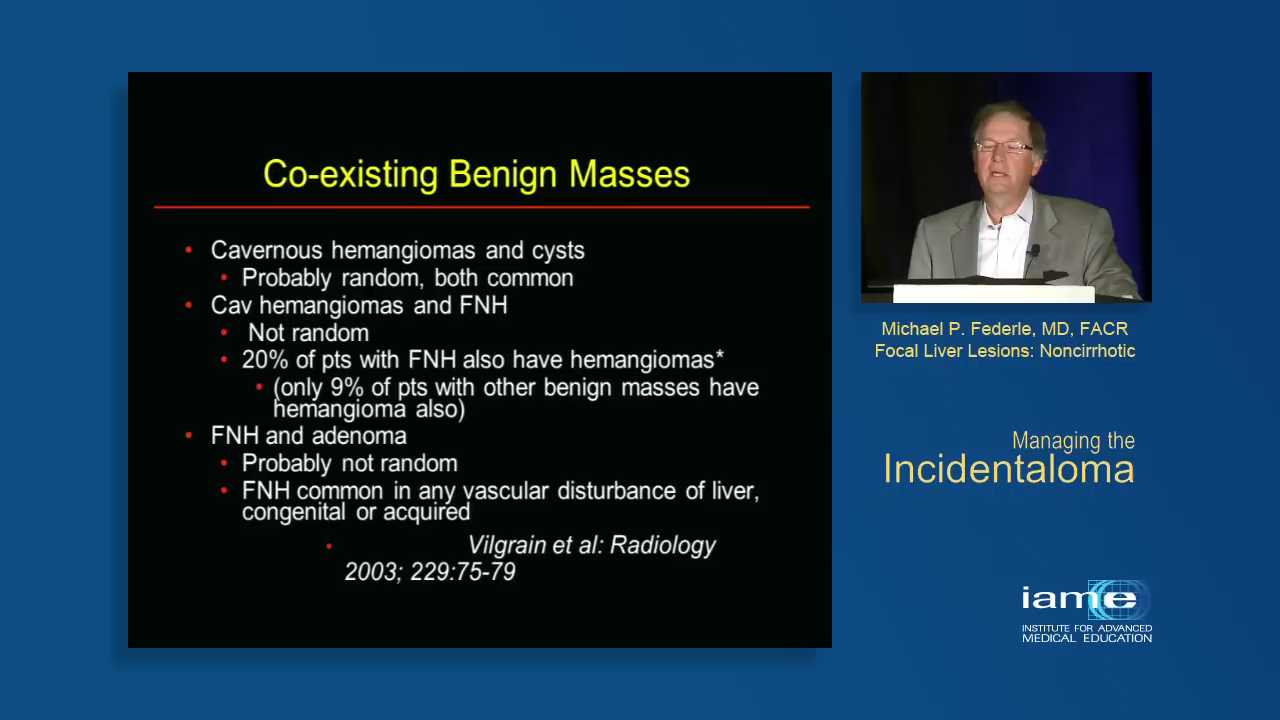 Co-existing Benign Masses
• Cavernous hemangiomas and cysts
• Probably random, both common
• Cav hemangiomas and FNH
• Not random
• 20% of pts with FNH also have hemangiomas*
• (only 9% of pts with other benign masses have
hemangioma also)
• FNH and adenoma
• Probably not random
• FNH common in any vascular disturbance of liver,
congenital or acquired
• Vilgrain et al: Radiology
2003; 229:75-79
Michael P. Federle, MD, FACR
Focal Liver Lesions: Noncirrhotic
Managing the
Incidentaloma
iame
INSTITUTE FOR ADVANCED
MEDICAL EDUCATION